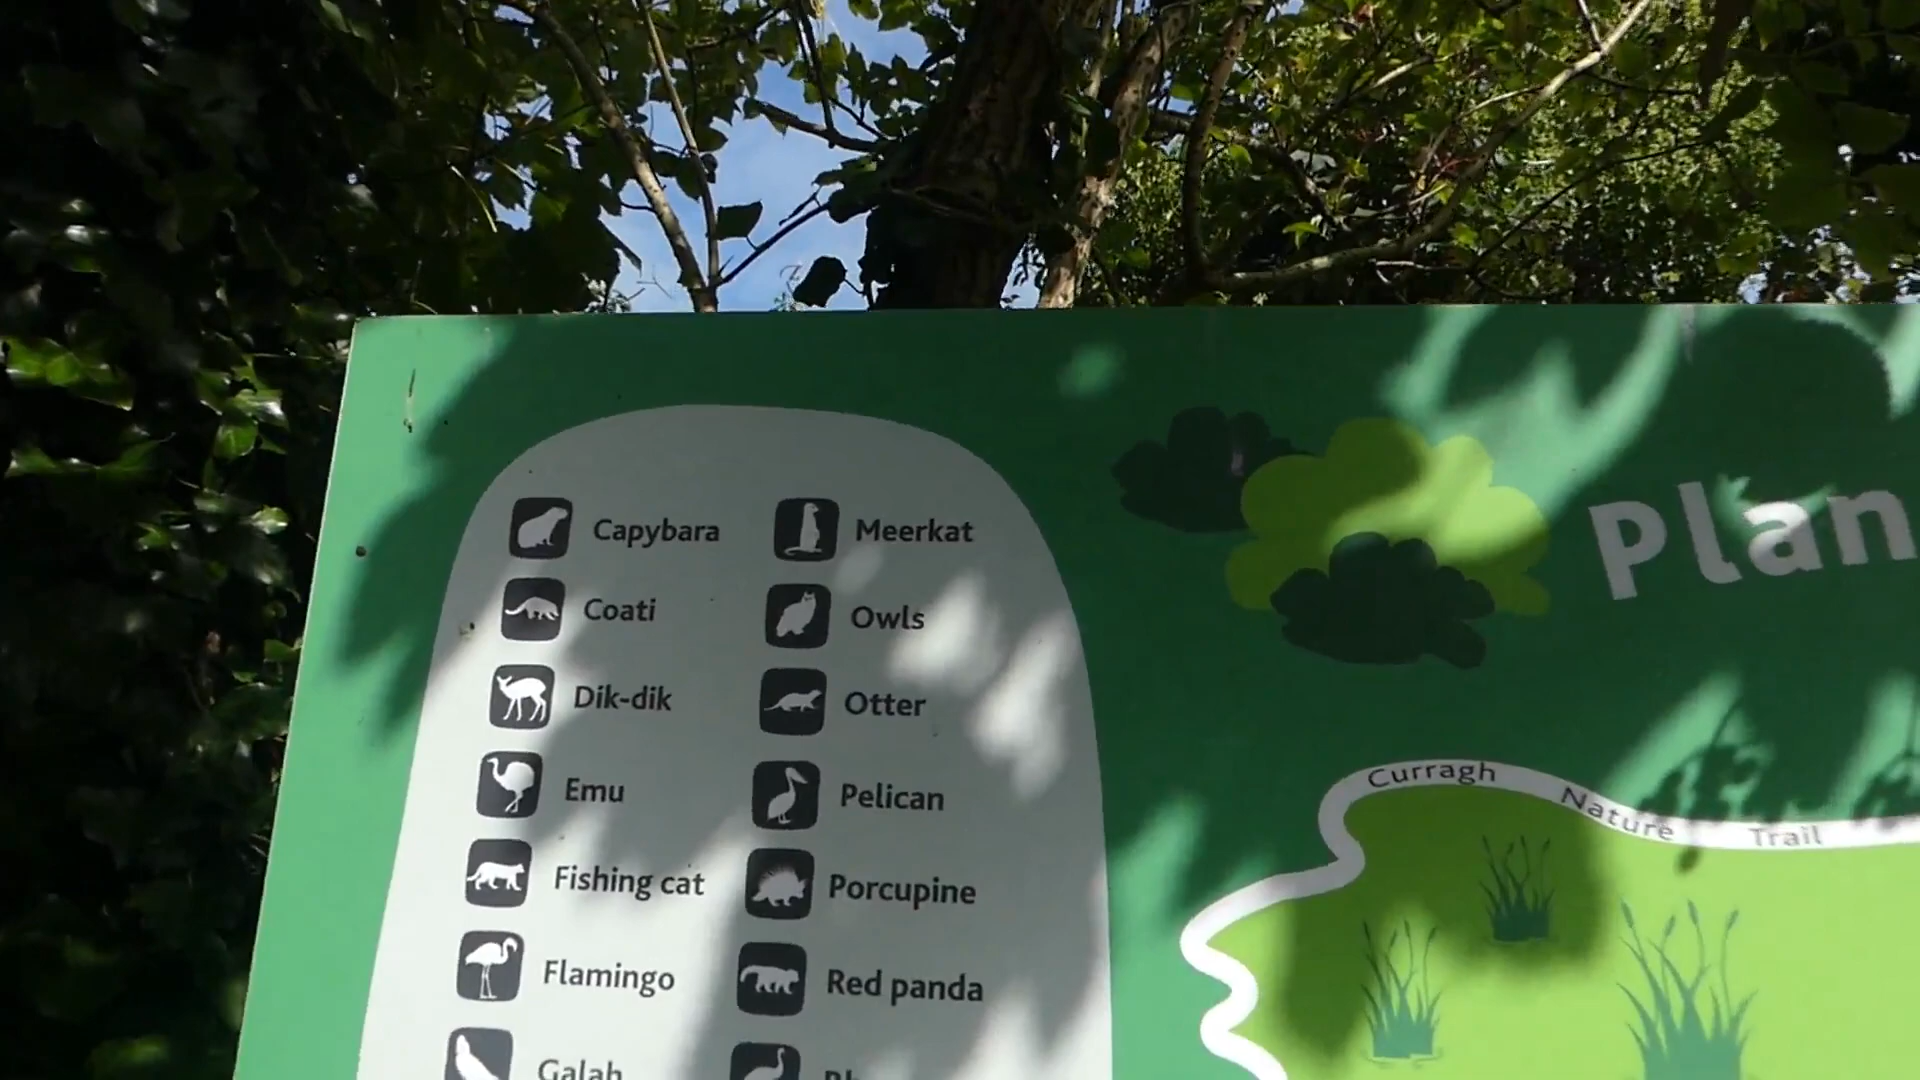 Capybara
Coati
Dik-dik
Emu
Fishing cat
Flamingo
Galah
Meerkat
Owls
Otter
Pelican
Porcupine
Red panda
Plan
Curragh Nature Trail